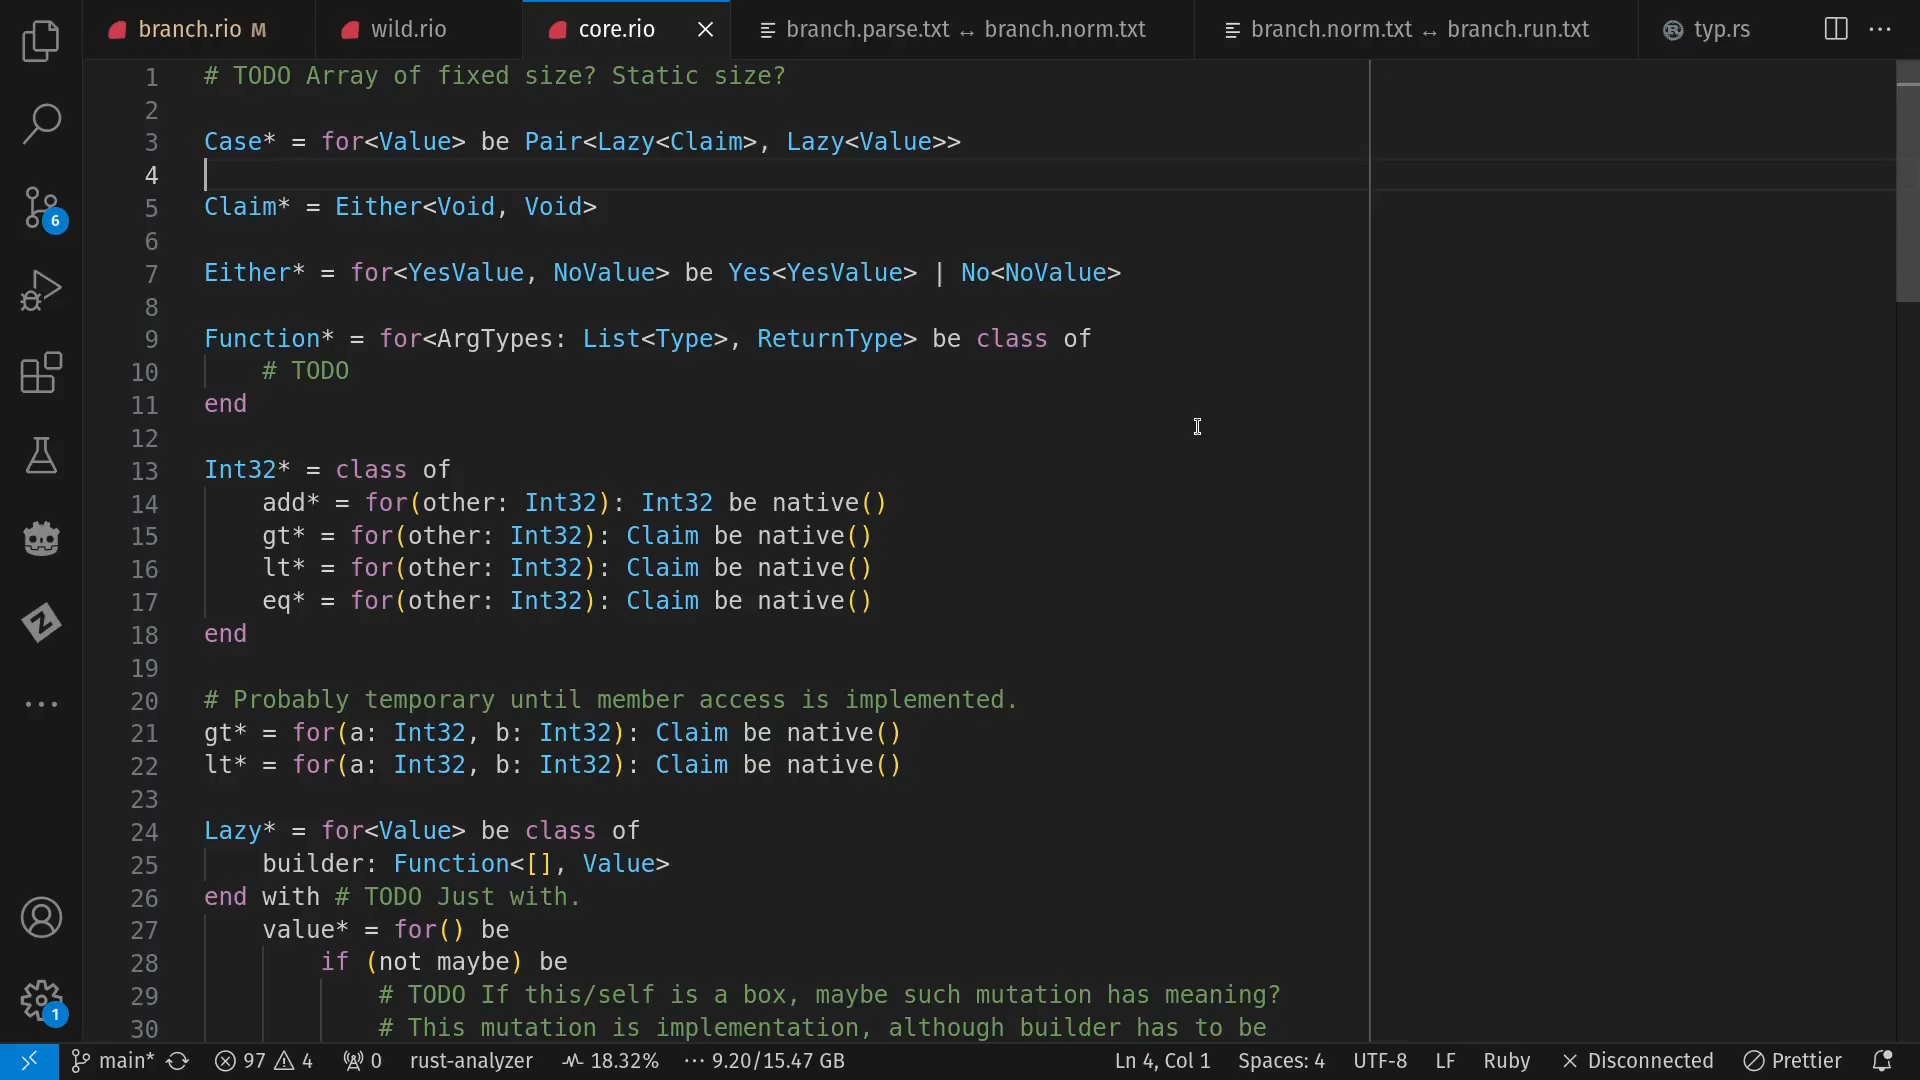 branch.rio M wild.rio core.rio branch.parse.txt ↔ branch.norm.txt branch.norm.txt ↔ branch.run.txt typ.rs
1 # TODO Array of fixed size? Static size?
2
3 Case* = for<Value> be Pair<Lazy<Claim>, Lazy<Value>>
4
5 Claim* = Either<Void, Void>
6
7 Either* = for<YesValue, NoValue> be Yes<YesValue> | No<NoValue>
8
9 Function* = for<ArgTypes: List<Type>, ReturnType> be class of
10     # TODO
11 end
12
13 Int32* = class of
14     add* = for(other: Int32): Int32 be native()
15     gt* = for(other: Int32): Claim be native()
16     lt* = for(other: Int32): Claim be native()
17     eq* = for(other: Int32): Claim be native()
18 end
19
20 # Probably temporary until member access is implemented.
21 gt* = for(a: Int32, b: Int32): Claim be native()
22 lt* = for(a: Int32, b: Int32): Claim be native()
23
24 Lazy* = for<Value> be class of
25     builder: Function<[], Value>
26 end with # TODO Just with.
27     value* = for() be
28         if (not maybe) be
29             # TODO If this/self is a box, maybe such mutation has meaning?
30             # This mutation is implementation, although builder has to be
6
1
main* 97 4 0 rust-analyzer 18.32% 9.20/15.47 GB Ln 4, Col 1 Spaces: 4 UTF-8 LF Ruby Disconnected Prettier